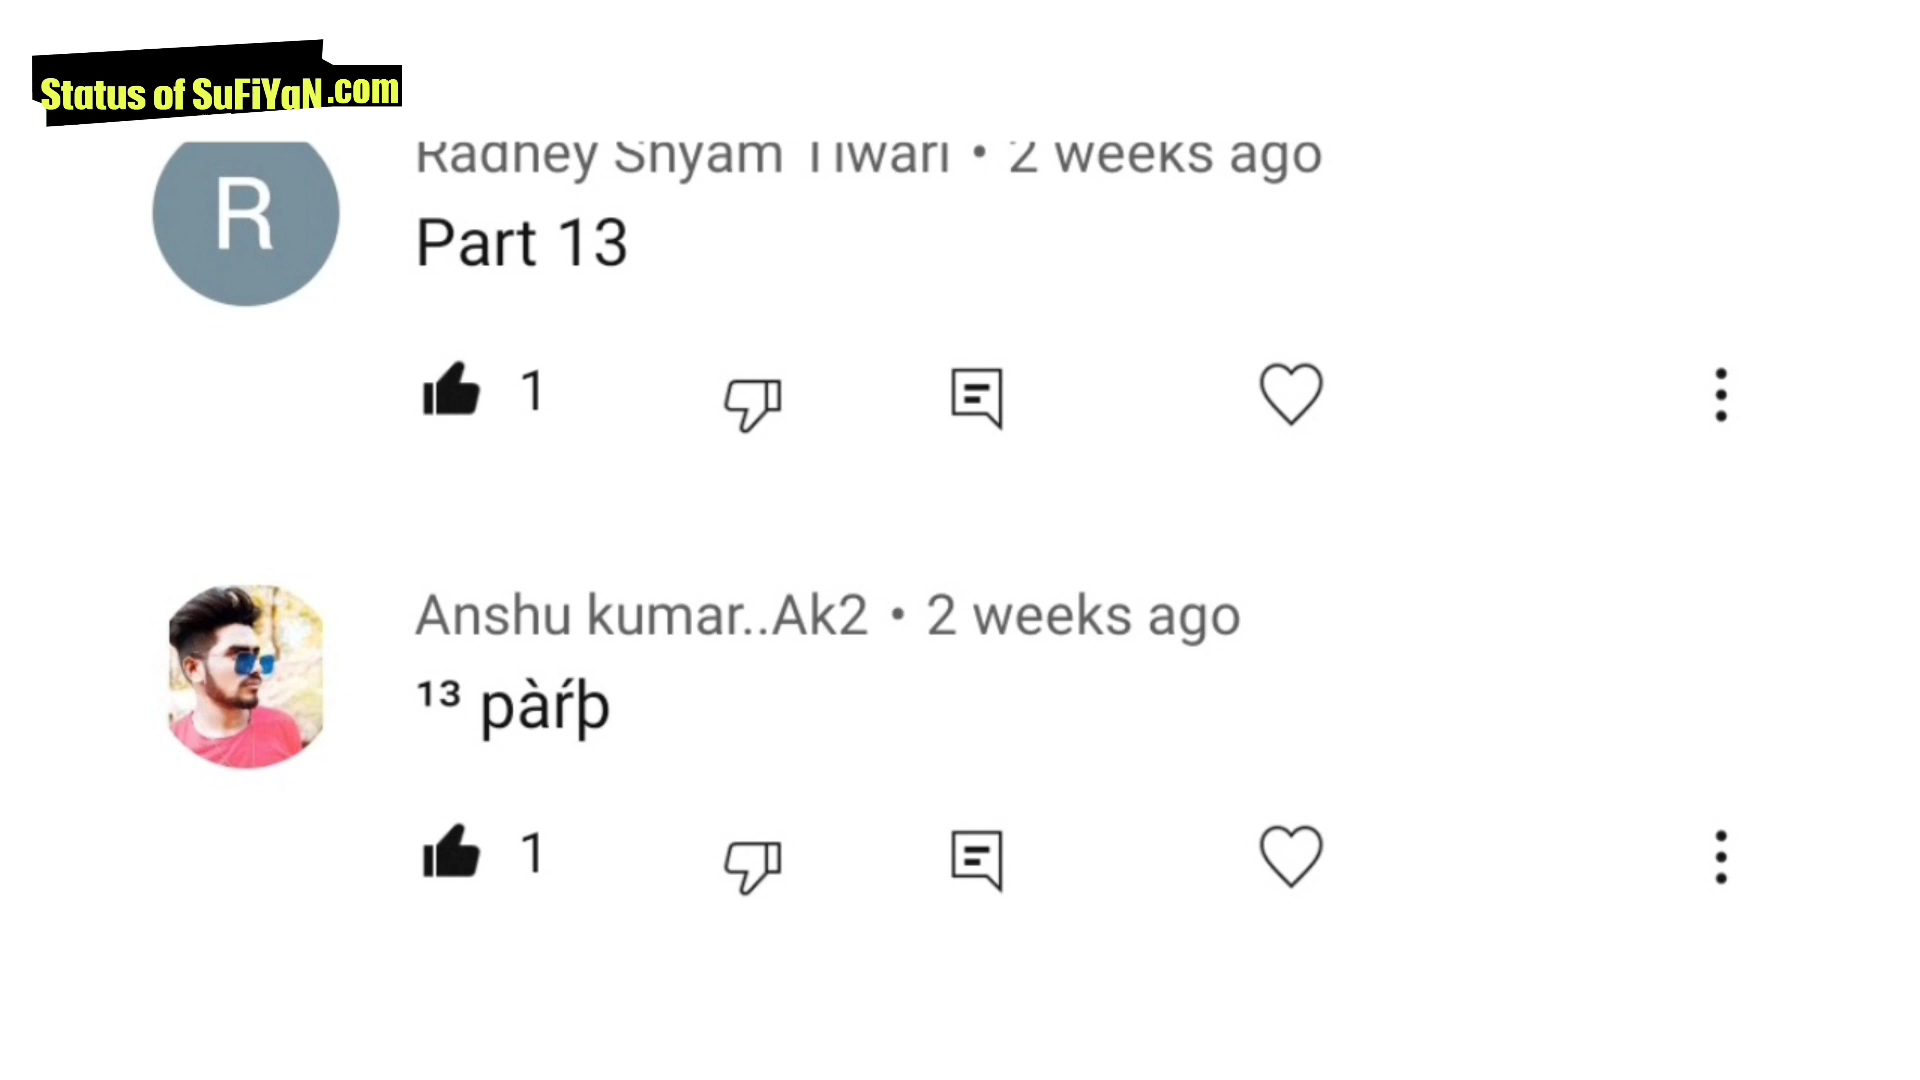 Status of SuFiYaN.com
R
Radhey Shyam Tiwari • 2 weeks ago
Part 13
1
Anshu kumar..Ak2 • 2 weeks ago
¹³ pàŕþ
1